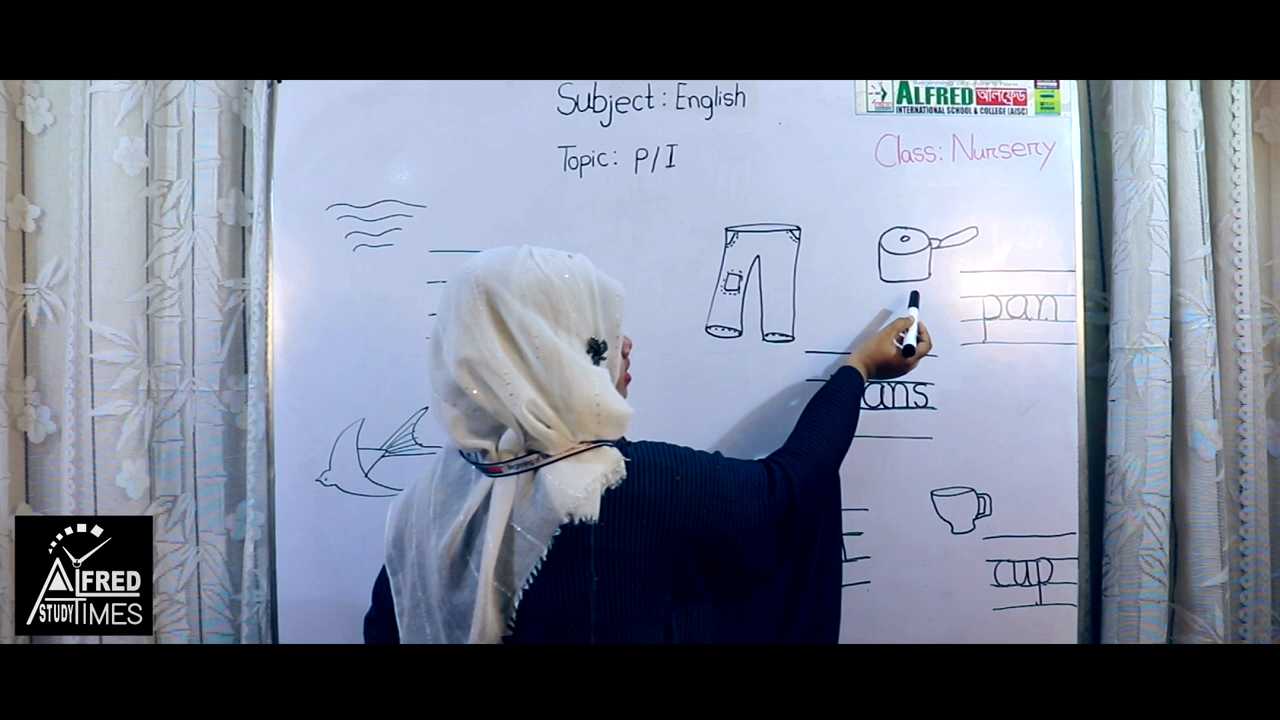 Subject: English
ALFRED আলফ্রেড
INTERNATIONAL SCHOOL & COLLEGE (AISC)
Topic: P/I
Class: Nursery
pan
ans
cup
ALFRED
STUDY TIMES